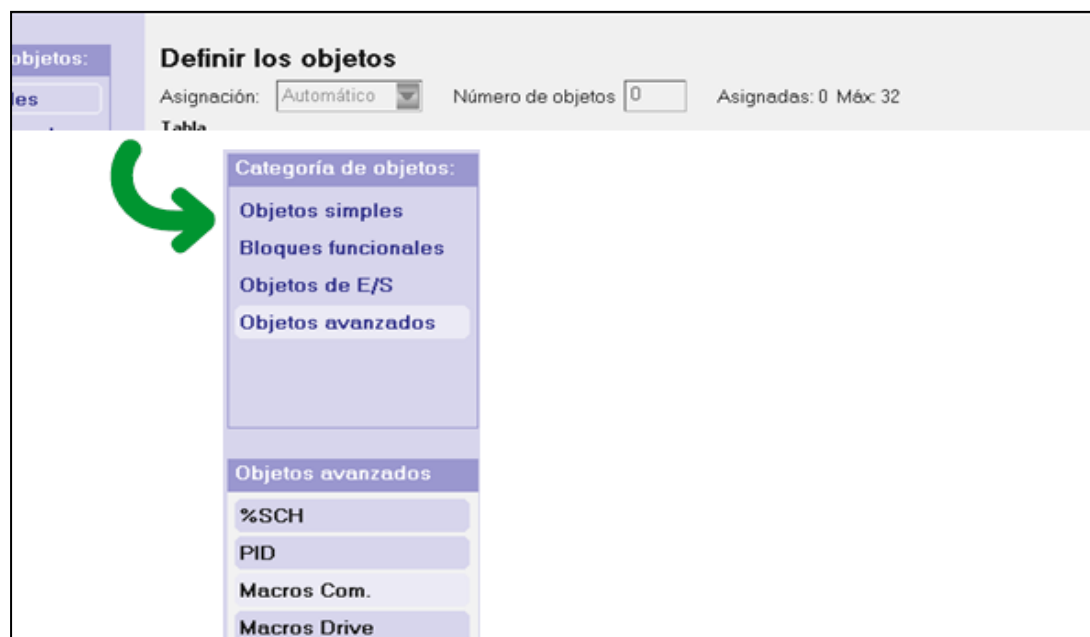 objetos:
Definir los objetos
Asignación: Automático Número de objetos 0 Asignadas: 0 Máx: 32
Tabla
Categoría de objetos:
Objetos simples
Bloques funcionales
Objetos de E/S
Objetos avanzados
Objetos avanzados
%SCH
PID
Macros Com.
Macros Drive